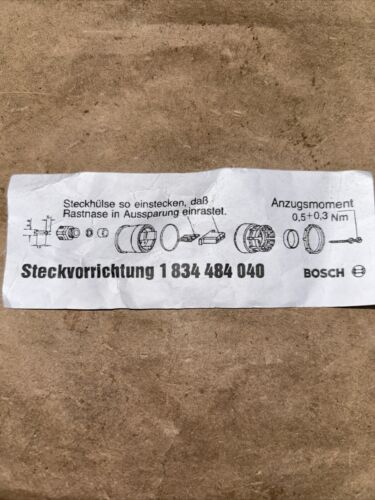 Steckhülse so einstecken, daß
Rastnase in Aussparung einrastet.
Anzugsmoment
0,5+0,3 Nm
Steckvorrichtung 1 834 484 040
BOSCH